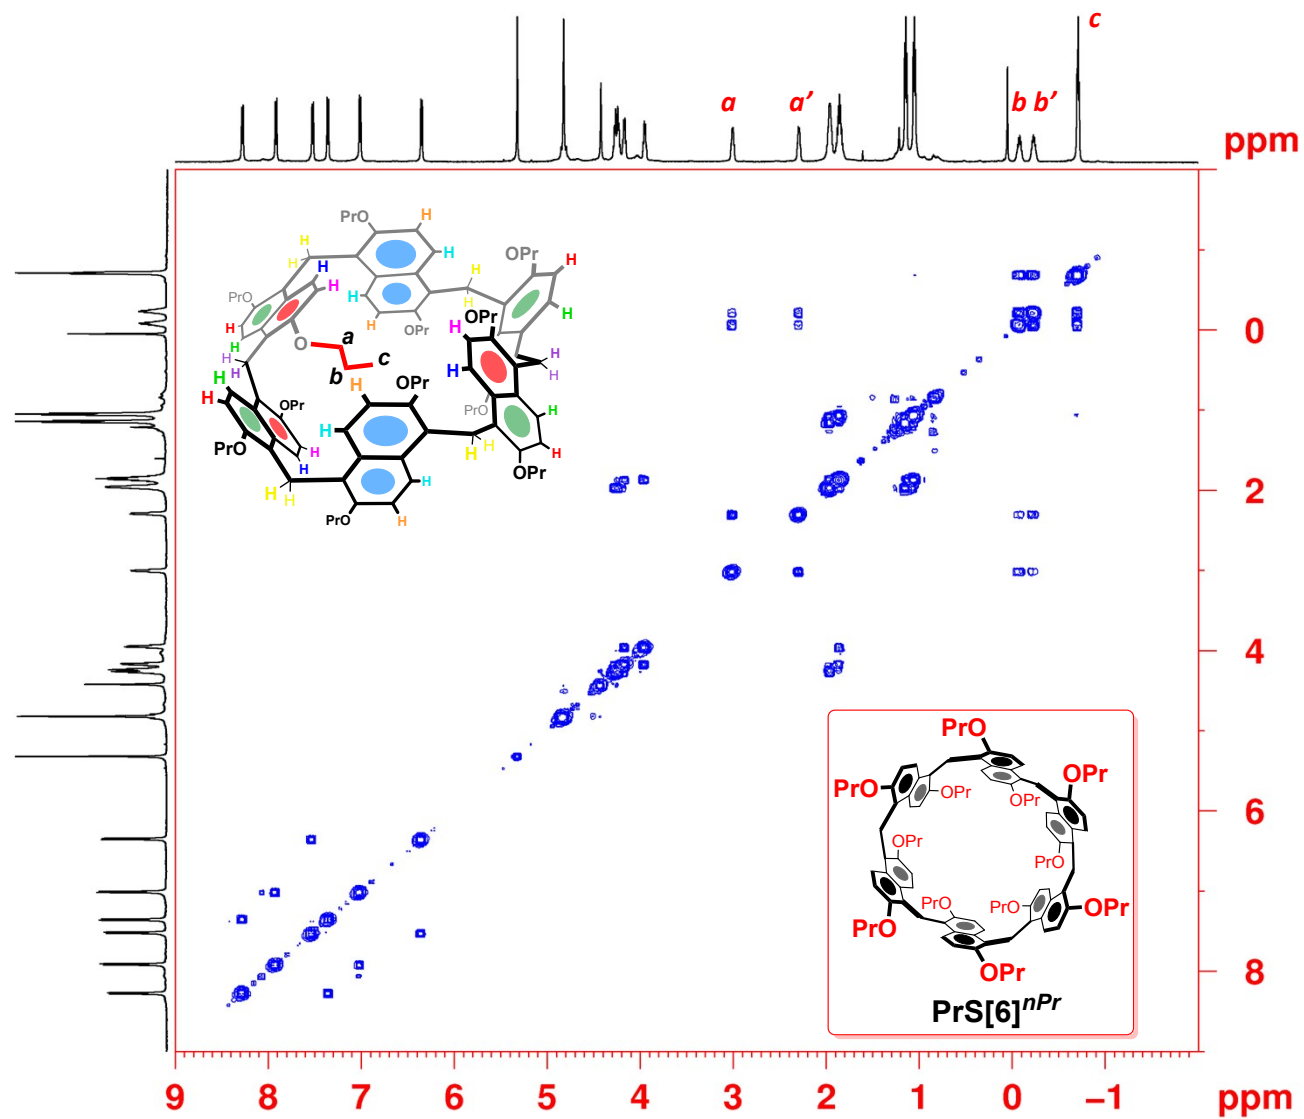 c
a a’ b b’
ppm
PrO H
H OPr H
H H H
H
PrO H H H
H OPr
H O a H OPr H H
H H b c H OPr H
H H OPr PrO H
H OPr H
PrO H H H H H
H H H OPr
PrO H
0
2
4
6
8
PrO
OPr
PrO OPr OPr
OPr
PrO
PrO PrO OPr
PrO
OPr
PrS[6]nPr
9 8 7 6 5 4 3 2 1 0 −1 ppm